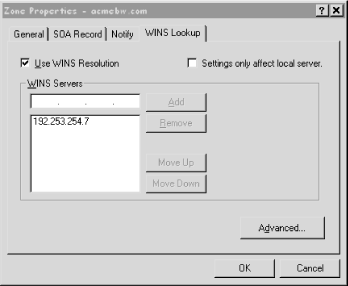 Zone Properties - acmebw.com
General SOA Record Notify WINS Lookup
Use WINS Resolution Settings only affect local server.
WINS Servers
Add
192.253.254.7
Remove
Move Up
Move Down
Advanced...
OK Cancel